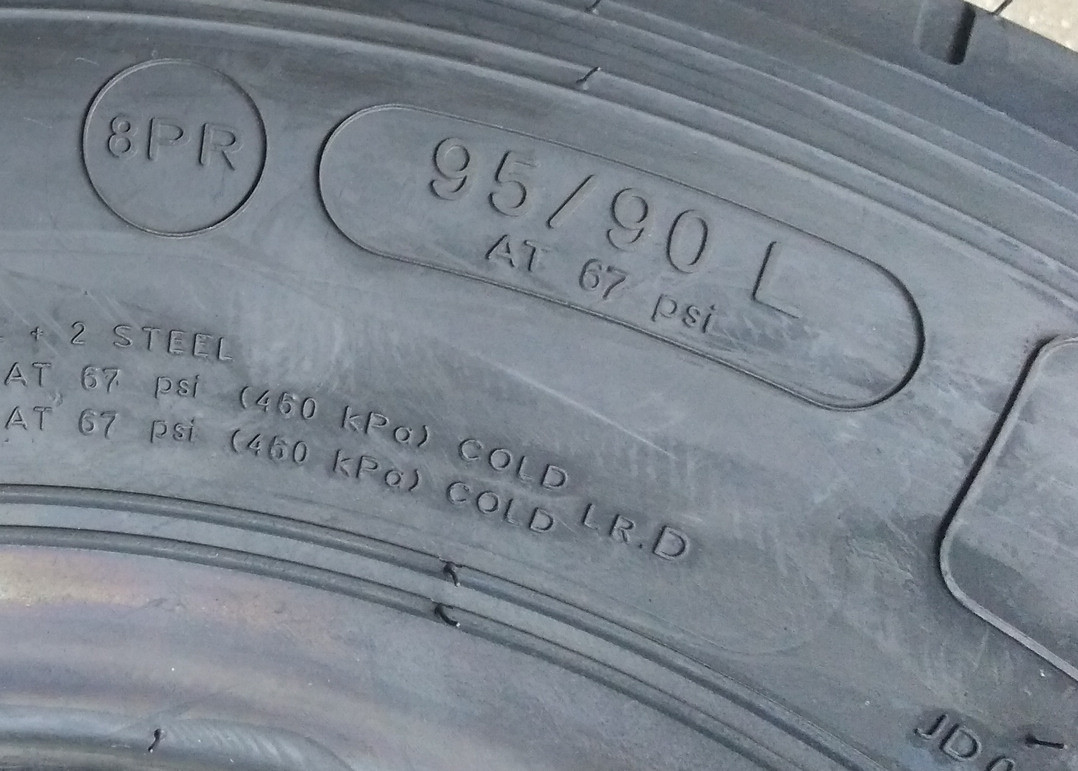 8PR
95/90 L
AT 67 psi
+ 2 STEEL
AT 67 psi (460 kPa) COLD
AT 67 psi (460 kPa) COLD
LR.D